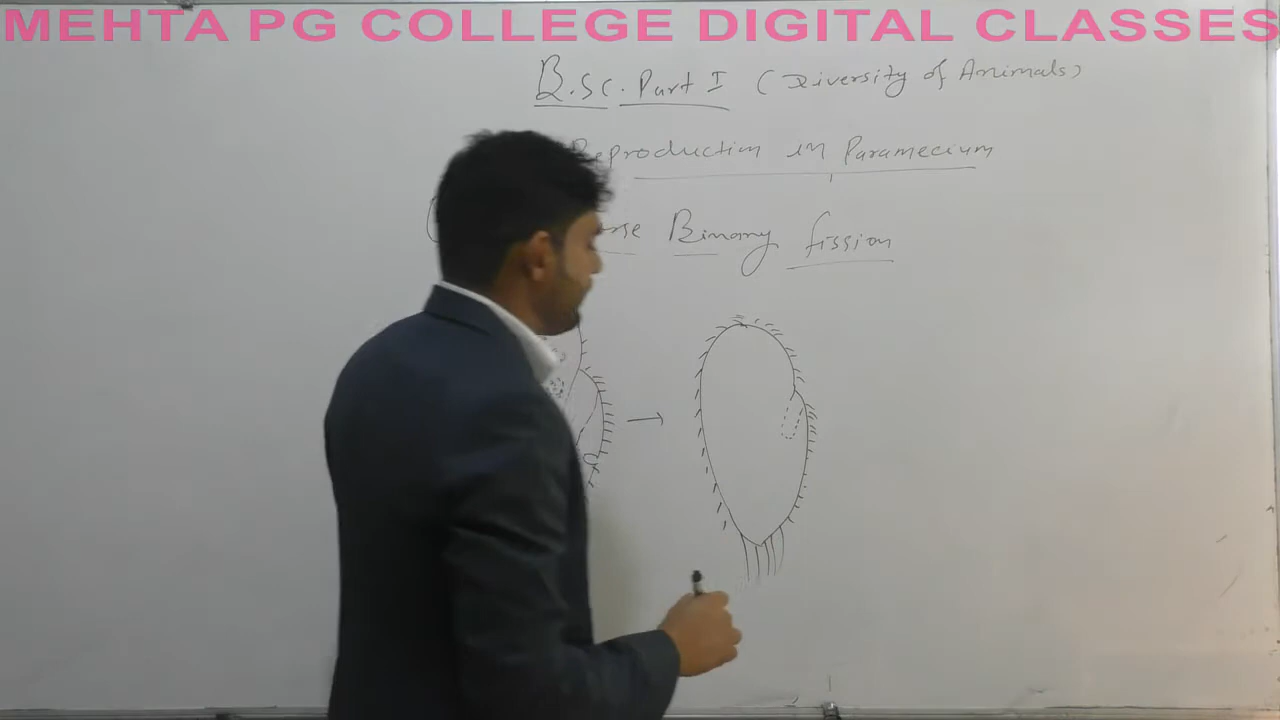 MEHTA PG COLLEGE DIGITAL CLASSES
B.Sc. Part I (Diversity of Animals)
Reproduction in Paramecium
Binary fission